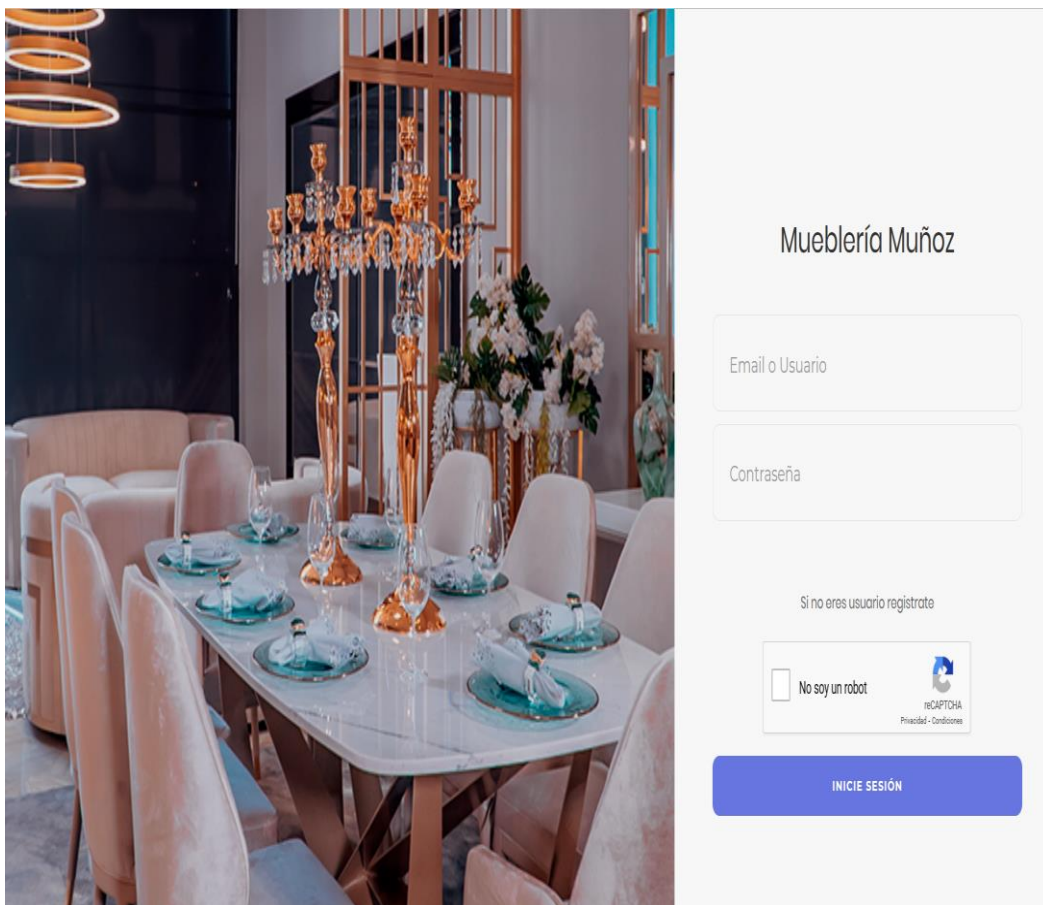 Mueblería Muñoz
Email o Usuario
Contraseña
Si no eres usuario registrate
No soy un robot
reCAPTCHA
Privacidad - Condiciones
INICIE SESIÓN